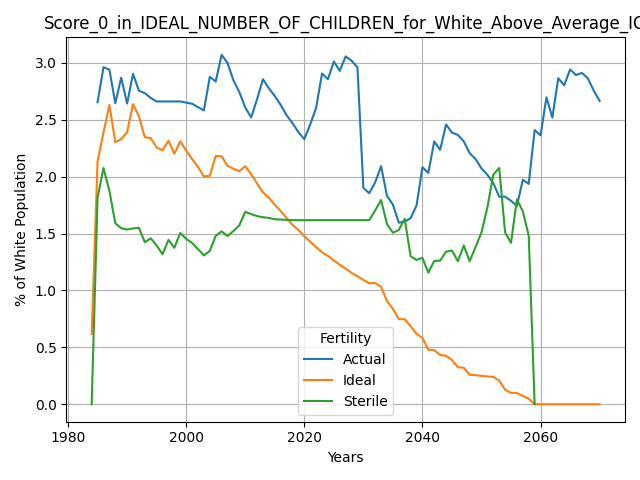 Score_0_in_IDEAL_NUMBER_OF_CHILDREN_for_White_Above_Average_IQ
% of White Population
3.0
2.5
2.0
1.5
1.0
0.5
0.0
Fertility
Actual
Ideal
Sterile
1980
2000
2020
2040
2060
Years